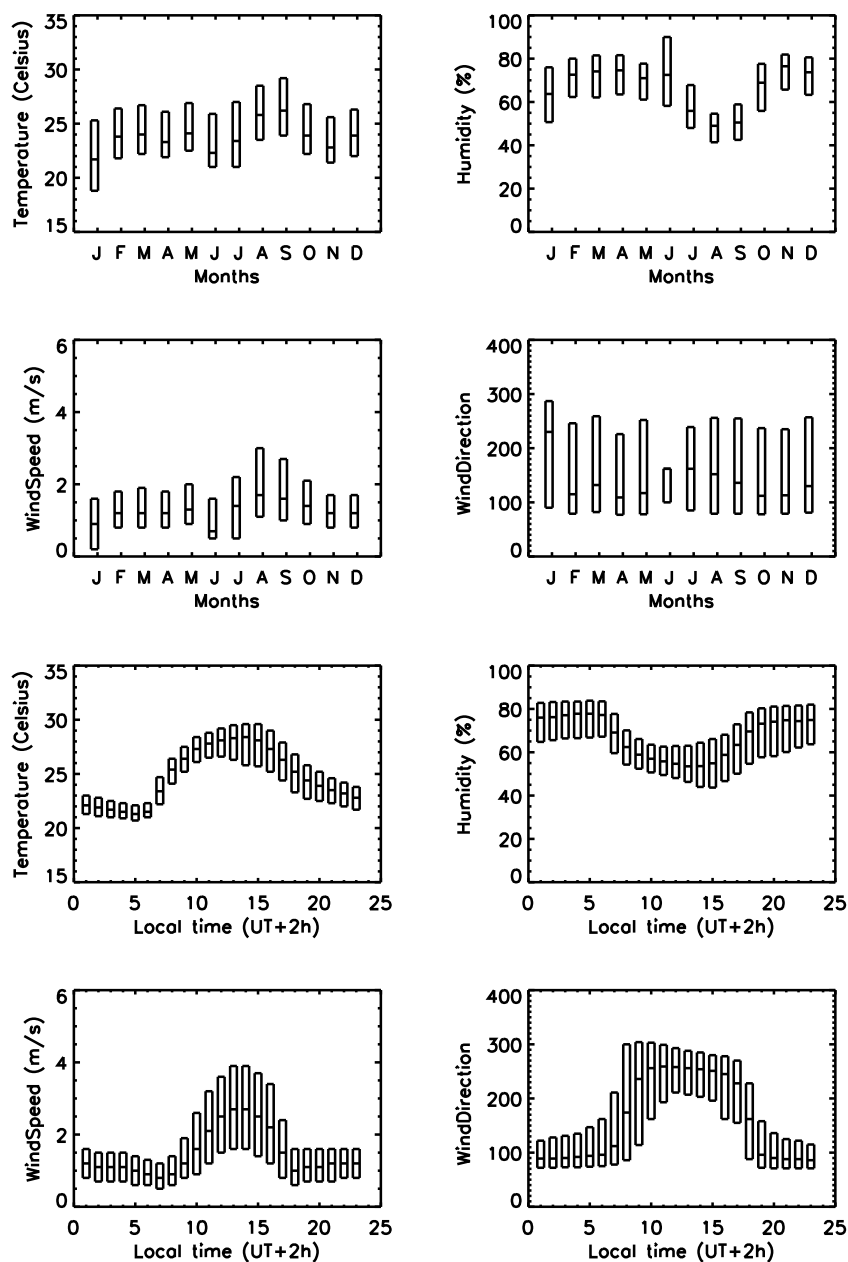 Temperature (Celsius)
35
30
25
20
15
J F M A M J J A S O N D
Months
Humidity (%)
100
80
60
40
20
0
J F M A M J J A S O N D
Months
WindSpeed (m/s)
6
4
2
0
J F M A M J J A S O N D
Months
WindDirection
400
300
200
100
0
J F M A M J J A S O N D
Months
Temperature (Celsius)
35
30
25
20
15
0 5 10 15 20 25
Local time (UT+2h)
Humidity (%)
100
80
60
40
20
0
0 5 10 15 20 25
Local time (UT+2h)
WindSpeed (m/s)
6
4
2
0
0 5 10 15 20 25
Local time (UT+2h)
WindDirection
400
300
200
100
0
0 5 10 15 20 25
Local time (UT+2h)